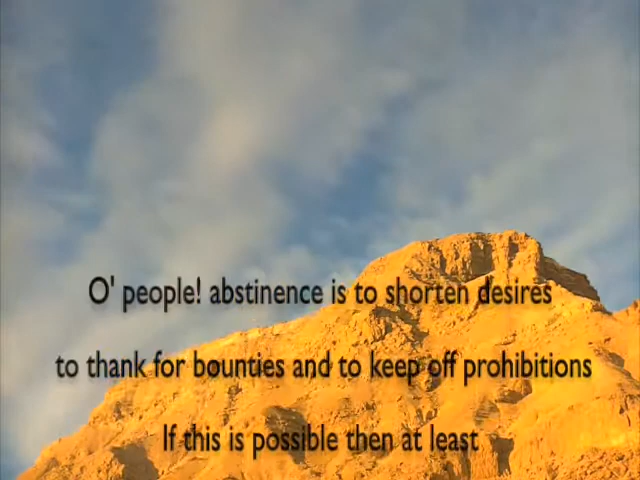 O' people! abstinence is to shorten desires
to thank for bounties and to keep off prohibitions
If this is possible then at least